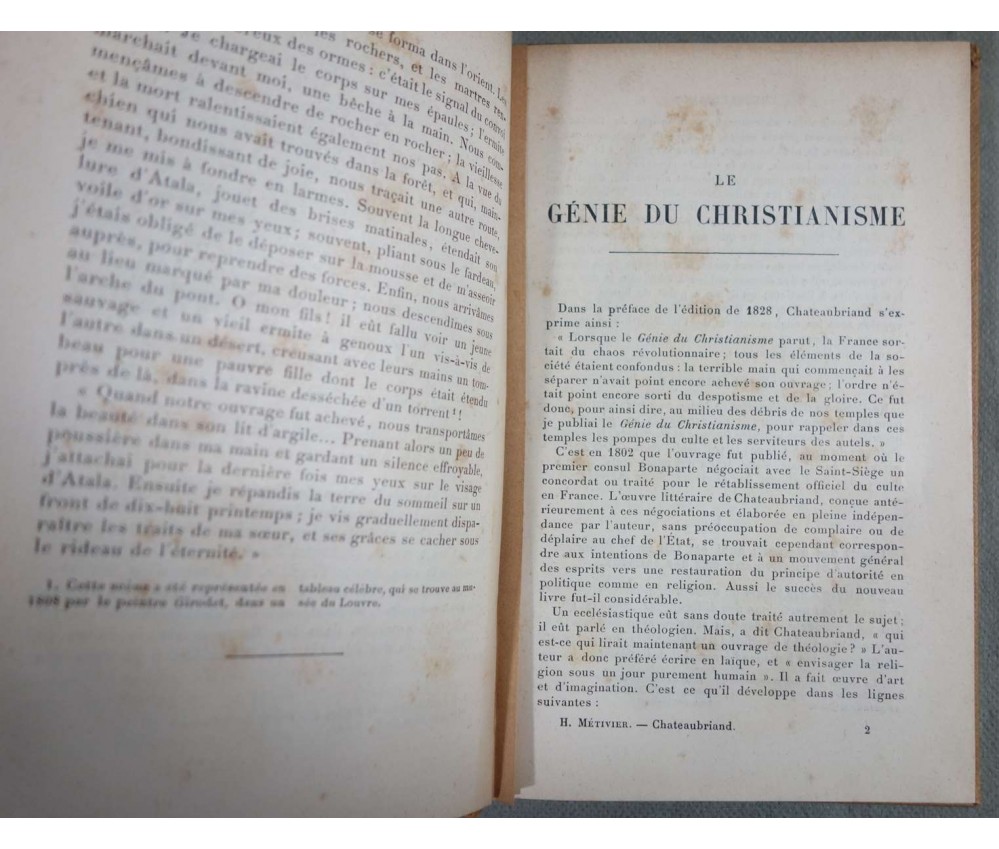 se forma dans l'orient. Les
les rochers, et les martres ren-
creux des ormes : c'était le signal du convoi
Je chargeai le corps sur mes épaules; l'ermite
marchait devant moi, une bêche à la main. Nous com-
mençâmes à descendre de rocher en rocher; la vieillesse
et la mort ralentissaient également nos pas. A la vue du
chien qui nous avait trouvés dans la forêt, et qui, main-
tenant, bondissant de joie, nous traçait une autre route,
je me mis à fondre en larmes. Souvent la longue cheve-
lure d'Atala, jouet des brises matinales, étendait son
voile d'or sur mes yeux; souvent, pliant sous le fardeau,
j'étais obligé de le déposer sur la mousse et de m'asseoir
auprès, pour reprendre des forces. Enfin, nous arrivâmes
au lieu marqué par ma douleur; nous descendîmes sous
l'arche du pont. O mon fils! il eût fallu voir un jeune
sauvage et un vieil ermite à genoux l'un vis-à-vis de
l'autre dans un désert, creusant avec leurs mains un tom-
beau pour une pauvre fille dont le corps était étendu
près de là, dans la ravine desséchée d'un torrent¹!
« Quand notre ouvrage fut achevé, nous transportâmes
la beauté dans son lit d'argile... Prenant alors un peu de
poussière dans ma main et gardant un silence effroyable,
j'attachai pour la dernière fois mes yeux sur le visage
d'Atala. Ensuite je répandis la terre du sommeil sur un
front de dix-huit printemps; je vis graduellement dispa-
raître les traits de ma sœur, et ses grâces se cacher sous
le rideau de l'éternité. »
1. Cette scène a été représentée en
1808 par le peintre Girodet, dans un
tableau célèbre, qui se trouve au mu-
sée du Louvre.
LE
GÉNIE DU CHRISTIANISME
Dans la préface de l'édition de 1828, Chateaubriand s'ex-
prime ainsi :
« Lorsque le Génie du Christianisme parut, la France sor-
tait du chaos révolutionnaire; tous les éléments de la so-
ciété étaient confondus : la terrible main qui commençait à les
séparer n'avait point encore achevé son ouvrage; l'ordre n'é-
tait point encore sorti du despotisme et de la gloire. Ce fut
donc, pour ainsi dire, au milieu des débris de nos temples que
je publiai le Génie du Christianisme, pour rappeler dans ces
temples les pompes du culte et les serviteurs des autels. »
C'est en 1802 que l'ouvrage fut publié, au moment où le
premier consul Bonaparte négociait avec le Saint-Siège un
concordat ou traité pour le rétablissement officiel du culte
en France. L'œuvre littéraire de Chateaubriand, conçue anté-
rieurement à ces négociations et élaborée en pleine indépen-
dance par l'auteur, sans préoccupation de complaire ou de
déplaire au chef de l'État, se trouvait cependant correspon-
dre aux intentions de Bonaparte et à un mouvement général
des esprits vers une restauration du principe d'autorité en
politique comme en religion. Aussi le succès du nouveau
livre fut-il considérable.
Un ecclésiastique eût sans doute traité autrement le sujet;
il eût parlé en théologien. Mais, a dit Chateaubriand, « qui
est-ce qui lirait maintenant un ouvrage de théologie? » L'au-
teur a donc préféré écrire en laïque, et « envisager la reli-
gion sous un jour purement humain ». Il a fait œuvre d'art
et d'imagination. C'est ce qu'il développe dans les lignes
suivantes :
H. MÉTIVIER. — Chateaubriand.
2